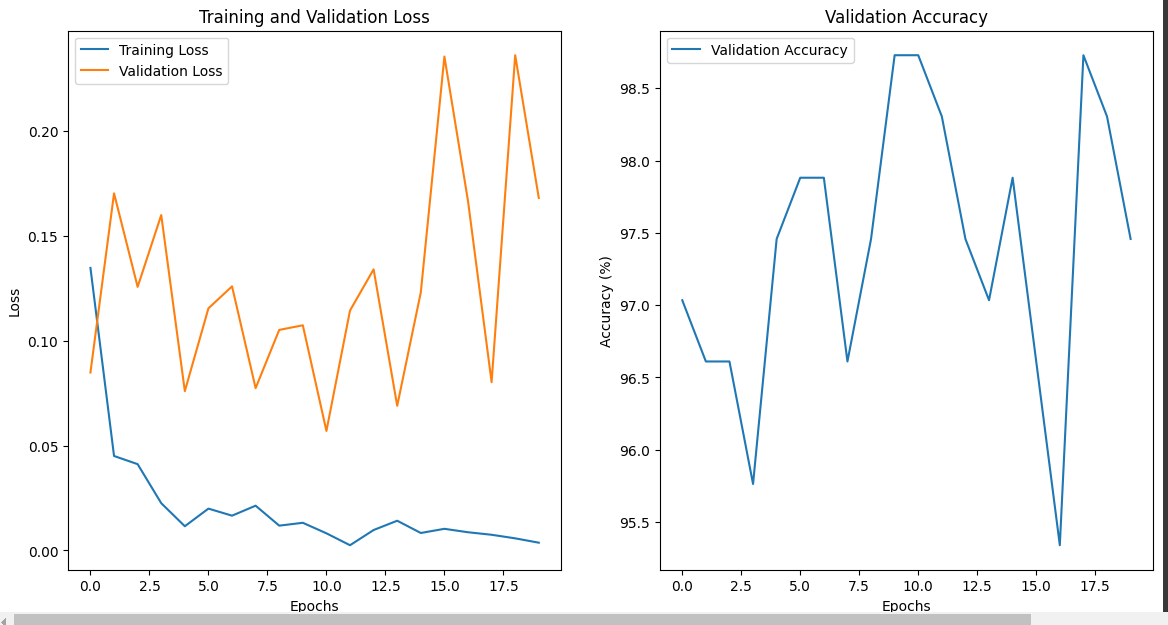 Training and Validation Loss
Training Loss
Validation Loss
0.20
0.15
0.10
0.05
0.00
Loss
0.0 2.5 5.0 7.5 10.0 12.5 15.0 17.5
Epochs
Validation Accuracy
Validation Accuracy
98.5
98.0
97.5
97.0
96.5
96.0
95.5
Accuracy (%)
0.0 2.5 5.0 7.5 10.0 12.5 15.0 17.5
Epochs